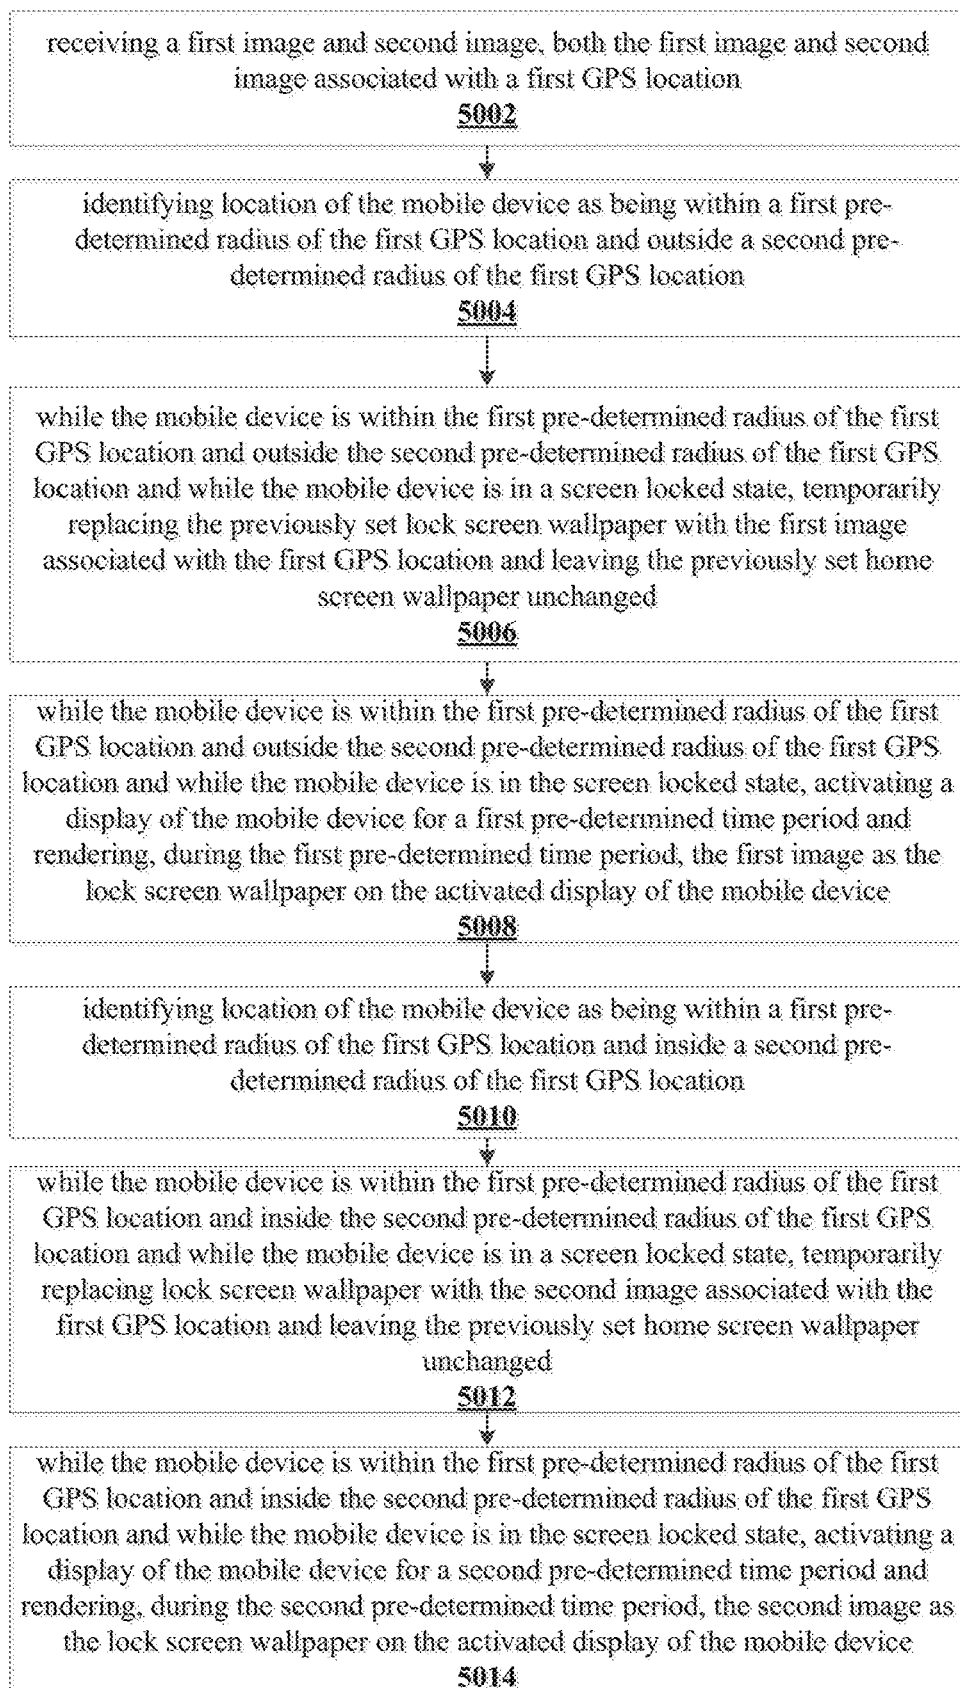 receiving a first image and second image, both the first image and second
image associated with a first GPS location
5002
identifying location of the mobile device as being within a first pre-
determined radius of the first GPS location and outside a second pre-
determined radius of the first GPS location
5004
while the mobile device is within the first pre-determined radius of the first
GPS location and outside the second pre-determined radius of the first GPS
location and while the mobile device is in a screen locked state, temporarily
replacing the previously set lock screen wallpaper with the first image
associated with the first GPS location and leaving the previously set home
screen wallpaper unchanged
5006
while the mobile device is within the first pre-determined radius of the first
GPS location and outside the second pre-determined radius of the first GPS
location and while the mobile device is in the screen locked state, activating a
display of the mobile device for a first pre-determined time period and
rendering, during the first pre-determined time period, the first image as the
lock screen wallpaper on the activated display of the mobile device
5008
identifying location of the mobile device as being within a first pre-
determined radius of the first GPS location and inside a second pre-
determined radius of the first GPS location
5010
while the mobile device is within the first pre-determined radius of the first
GPS location and inside the second pre-determined radius of the first GPS
location and while the mobile device is in a screen locked state, temporarily
replacing lock screen wallpaper with the second image associated with the
first GPS location and leaving the previously set home screen wallpaper
unchanged
5012
while the mobile device is within the first pre-determined radius of the first
GPS location and inside the second pre-determined radius of the first GPS
location and while the mobile device is in the screen locked state, activating a
display of the mobile device for a second pre-determined time period and
rendering, during the second pre-determined time period, the second image as
the lock screen wallpaper on the activated display of the mobile device
5014